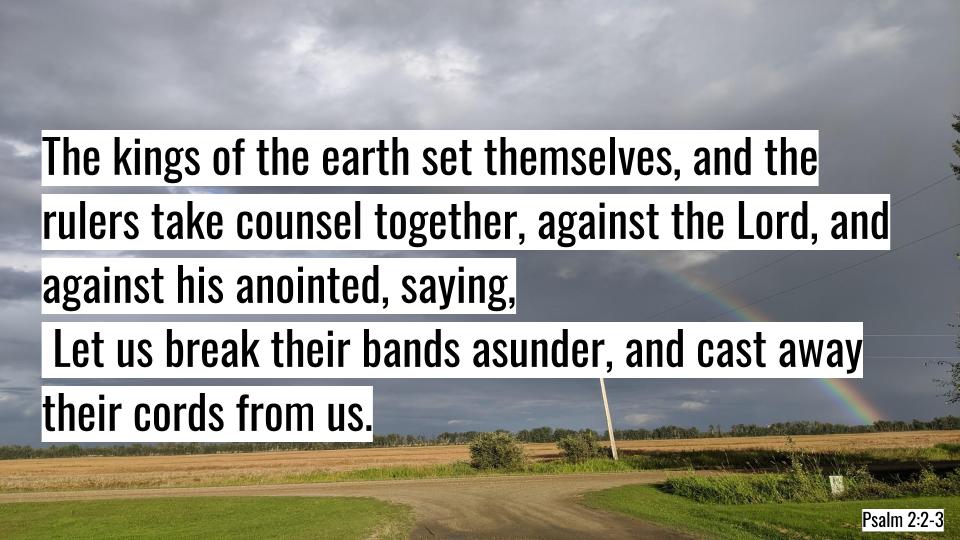 The kings of the earth set themselves, and the
rulers take counsel together, against the Lord, and
against his anointed, saying,
Let us break their bands asunder, and cast away
their cords from us.
Psalm 2:2-3